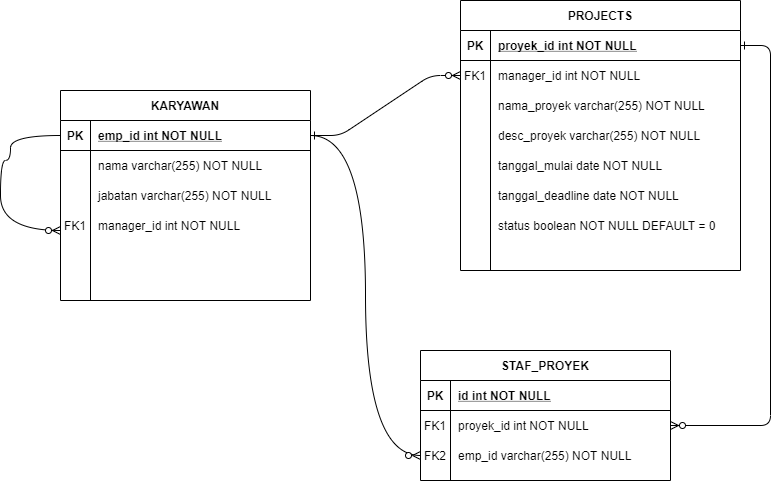 PROJECTS
PK proyek_id int NOT NULL
FK1 manager_id int NOT NULL
nama_proyek varchar(255) NOT NULL
desc_proyek varchar(255) NOT NULL
tanggal_mulai date NOT NULL
tanggal_deadline date NOT NULL
status boolean NOT NULL DEFAULT = 0
KARYAWAN
PK emp_id int NOT NULL
nama varchar(255) NOT NULL
jabatan varchar(255) NOT NULL
FK1 manager_id int NOT NULL
STAF_PROYEK
PK id int NOT NULL
FK1 proyek_id int NOT NULL
FK2 emp_id varchar(255) NOT NULL